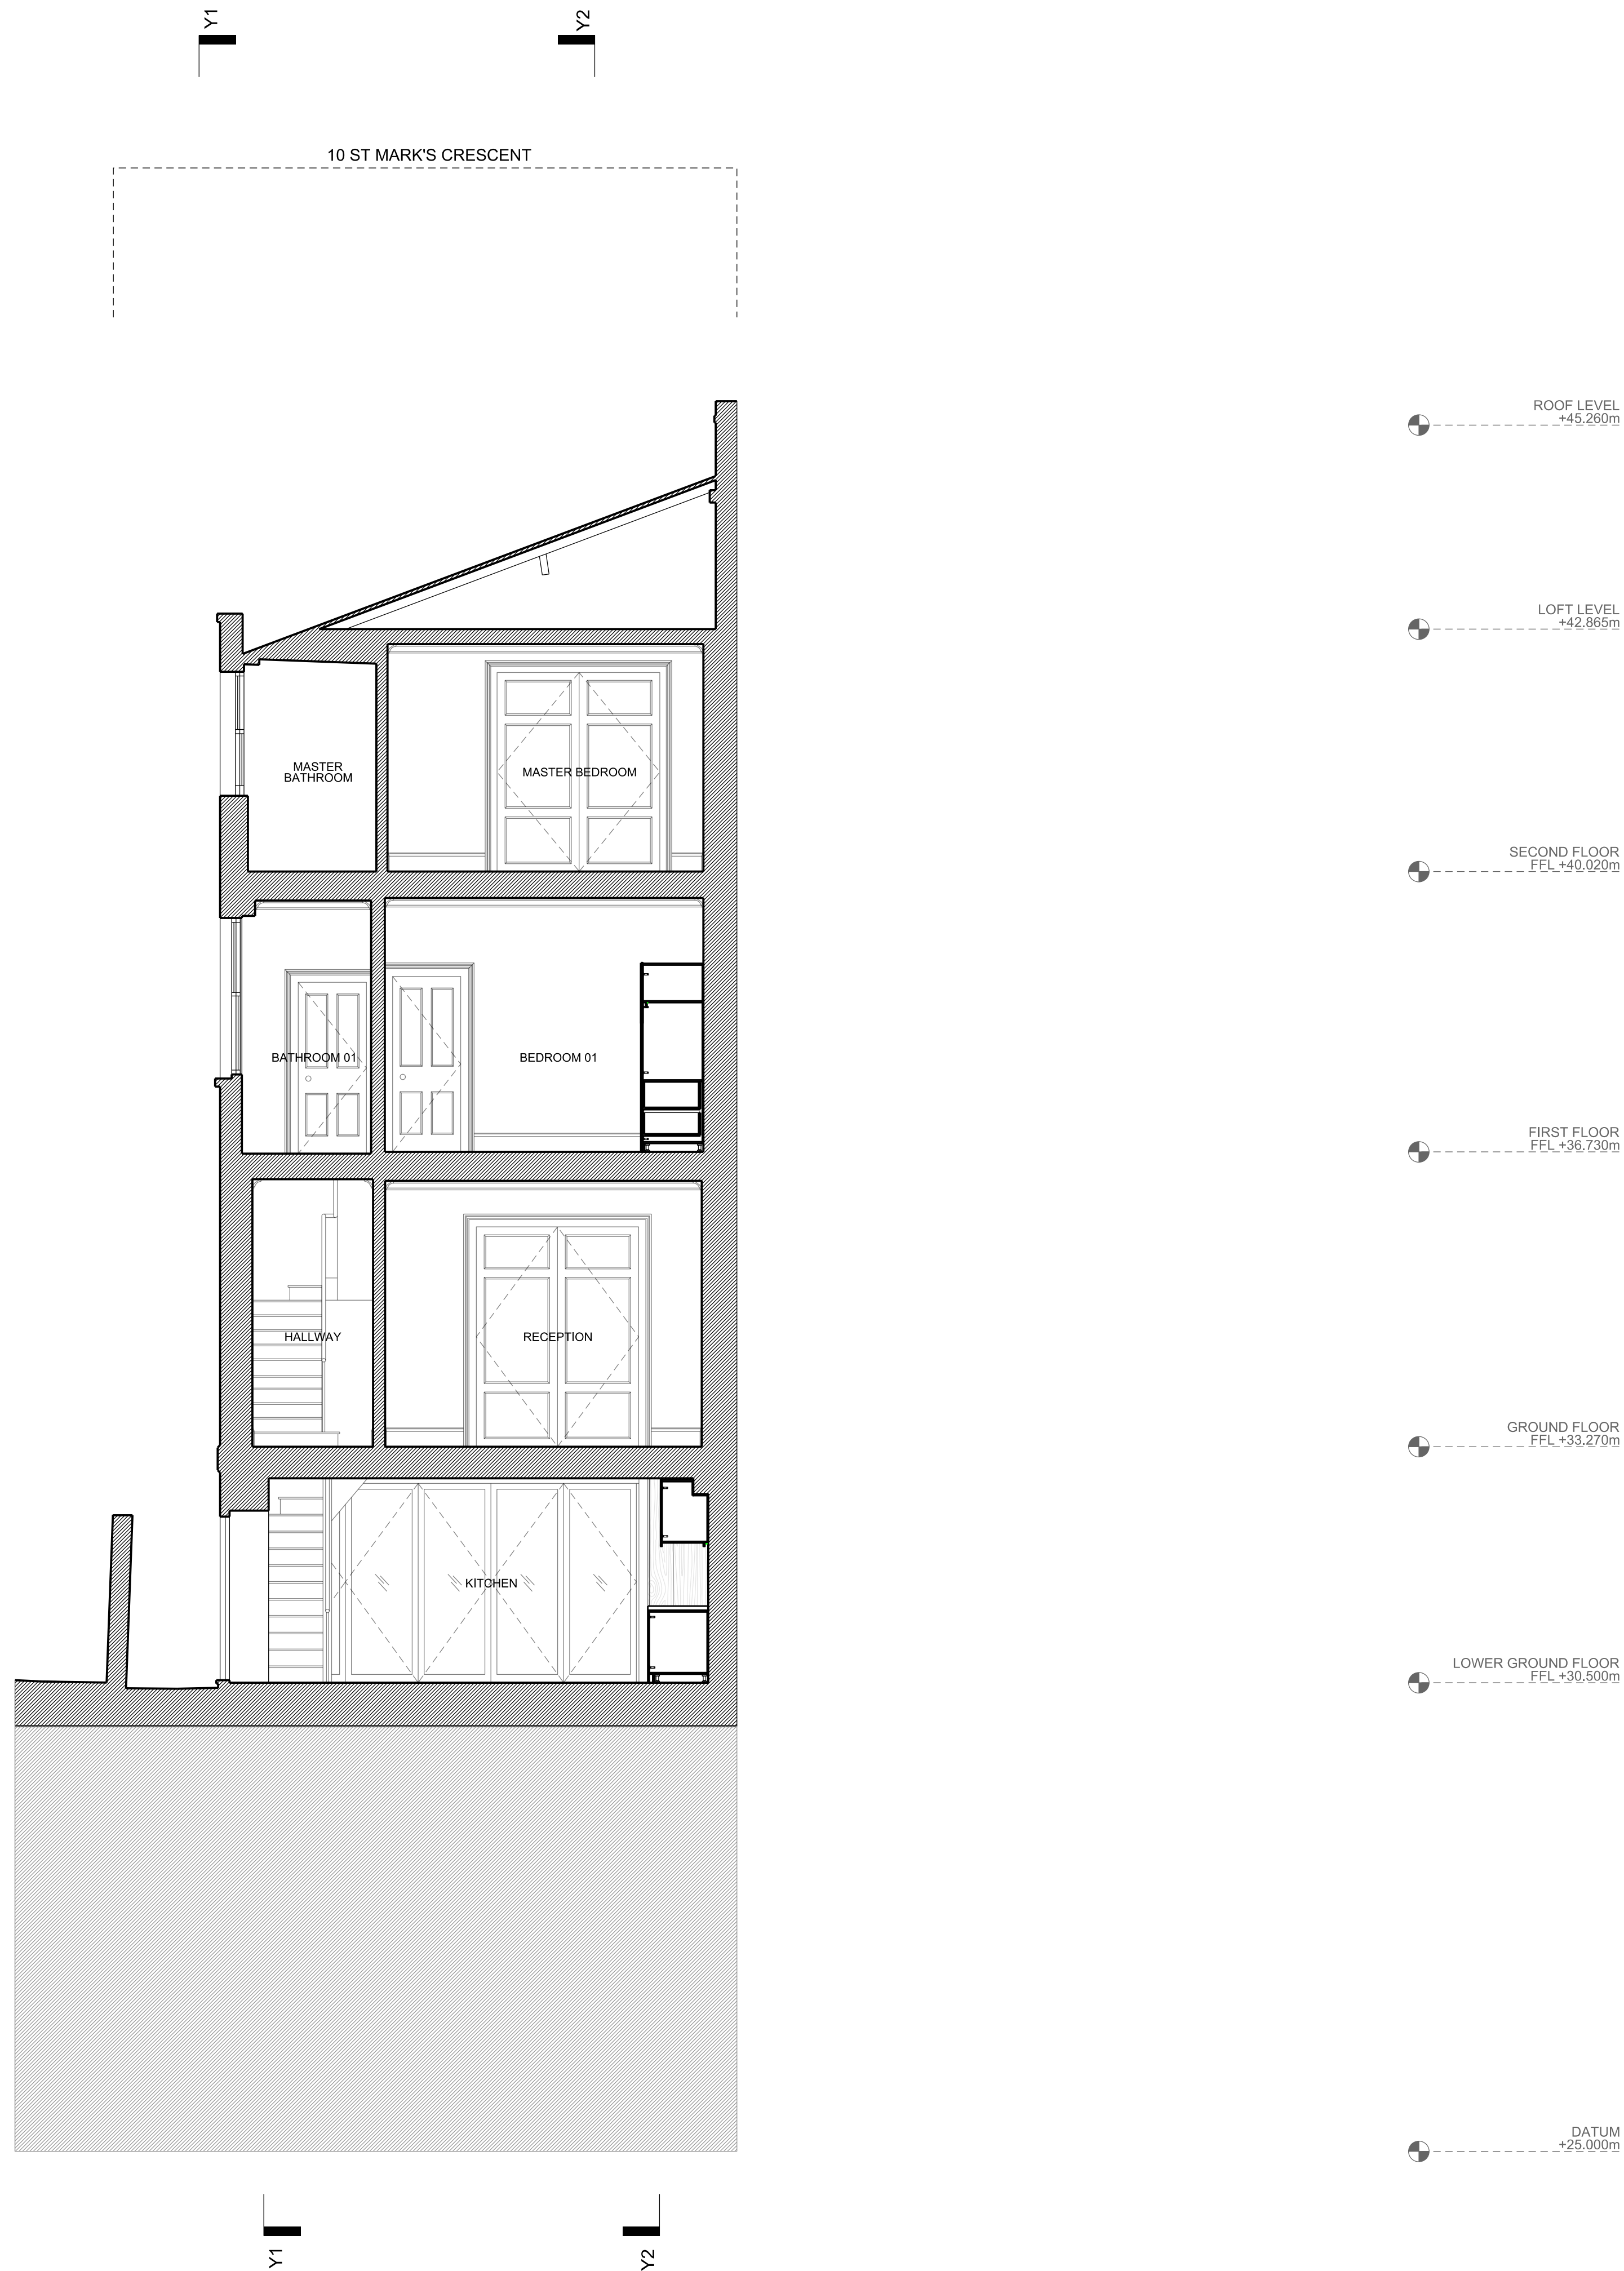 Y1
Y2
10 ST MARK'S CRESCENT
ROOF LEVEL
+45.260m
LOFT LEVEL
+42.865m
MASTER
BATHROOM
MASTER BEDROOM
SECOND FLOOR
FFL +40.020m
BATHROOM 01
BEDROOM 01
FIRST FLOOR
FFL +36.730m
HALLWAY
RECEPTION
GROUND FLOOR
FFL +33.270m
KITCHEN
LOWER GROUND FLOOR
FFL +30.500m
DATUM
+25.000m
Y1
Y2